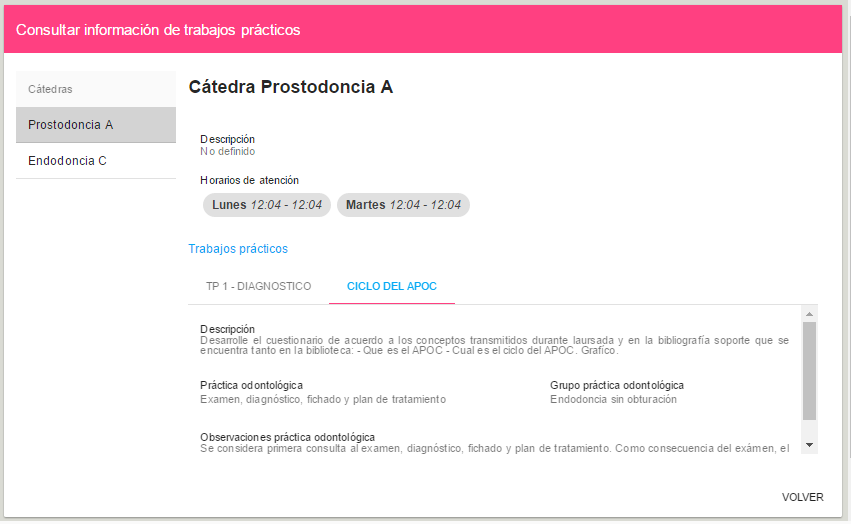 Consultar información de trabajos prácticos
Cátedras
Prostodoncia A
Endodoncia C
Cátedra Prostodoncia A
Descripción
No definido
Horarios de atención
Lunes 12:04 - 12:04 Martes 12:04 - 12:04
Trabajos prácticos
TP 1 - DIAGNOSTICO CICLO DEL APOC
Descripción
Desarrolle el cuestionario de acuerdo a los conceptos transmitidos durante laursada y en la bibliografía soporte que se
encuentra tanto en la biblioteca: - Que es el APOC - Cual es el ciclo del APOC. Grafico.
Práctica odontológica Grupo práctica odontológica
Examen, diagnóstico, fichado y plan de tratamiento Endodoncia sin obturación
Observaciones práctica odontológica
Se considera primera consulta al examen, diagnóstico, fichado y plan de tratamiento. Como consecuencia del exámen, el
VOLVER